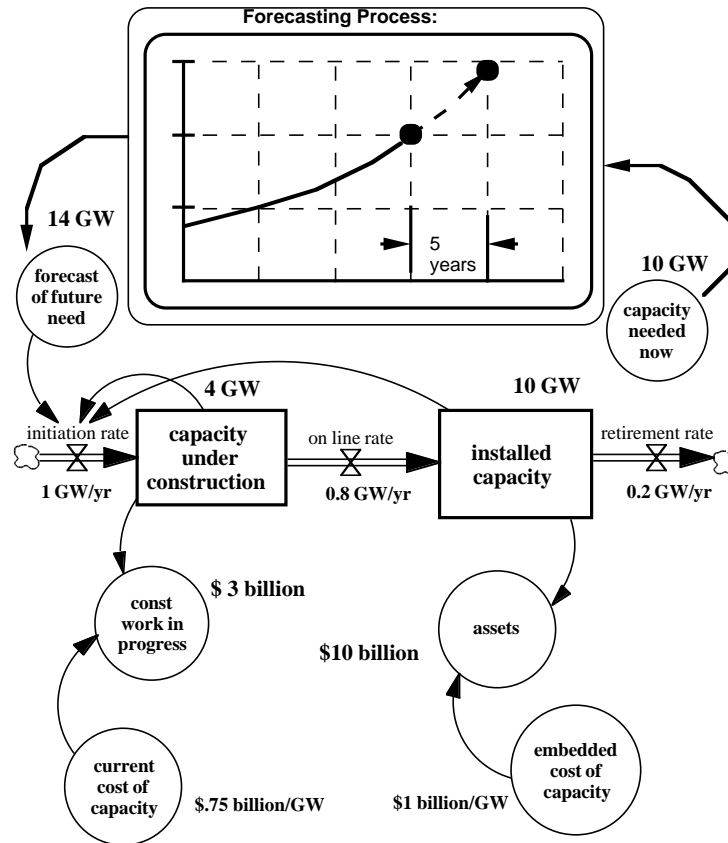 Forecasting Process:
5
years
14 GW
forecast
of future
need
10 GW
capacity
needed
now
4 GW
10 GW
initiation rate
1 GW/yr
capacity
under
construction
on line rate
0.8 GW/yr
installed
capacity
retirement rate
0.2 GW/yr
const
work in
progress
$ 3 billion
assets
$10 billion
current
cost of
capacity
$.75 billion/GW
embedded
cost of
capacity
$1 billion/GW